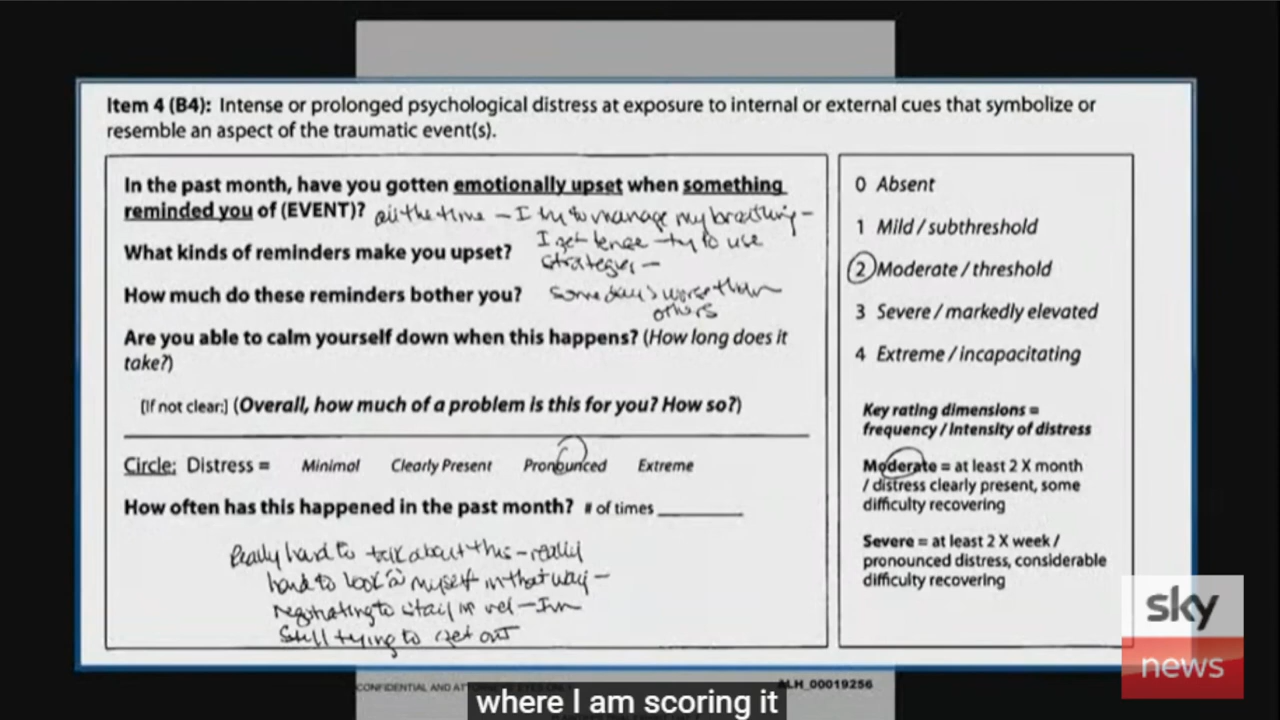 Item 4 (B4): Intense or prolonged psychological distress at exposure to internal or external cues that symbolize or
resemble an aspect of the traumatic event(s).
In the past month, have you gotten emotionally upset when something
reminded you of (EVENT)? all the time – I try to manage my breathing –
What kinds of reminders make you upset? I get tense – try to use
strategies –
How much do these reminders bother you? some days worse than
others
Are you able to calm yourself down when this happens? (How long does it
take?)
[If not clear:] (Overall, how much of a problem is this for you? How so?)
Circle: Distress = Minimal Clearly Present Pronounced Extreme
How often has this happened in the past month? # of times ________
Really hard to talk about this – really
hard to look @ myself in that way –
negotiating to stay in rel –
still trying to get out
0 Absent
1 Mild / subthreshold
2 Moderate / threshold
3 Severe / markedly elevated
4 Extreme / incapacitating
Key rating dimensions =
frequency / intensity of distress
Moderate = at least 2 X month
/ distress clearly present, some
difficulty recovering
Severe = at least 2 X week /
pronounced distress, considerable
difficulty recovering
sky
news
CONFIDENTIAL AND
ALH_00019256
where I am scoring it